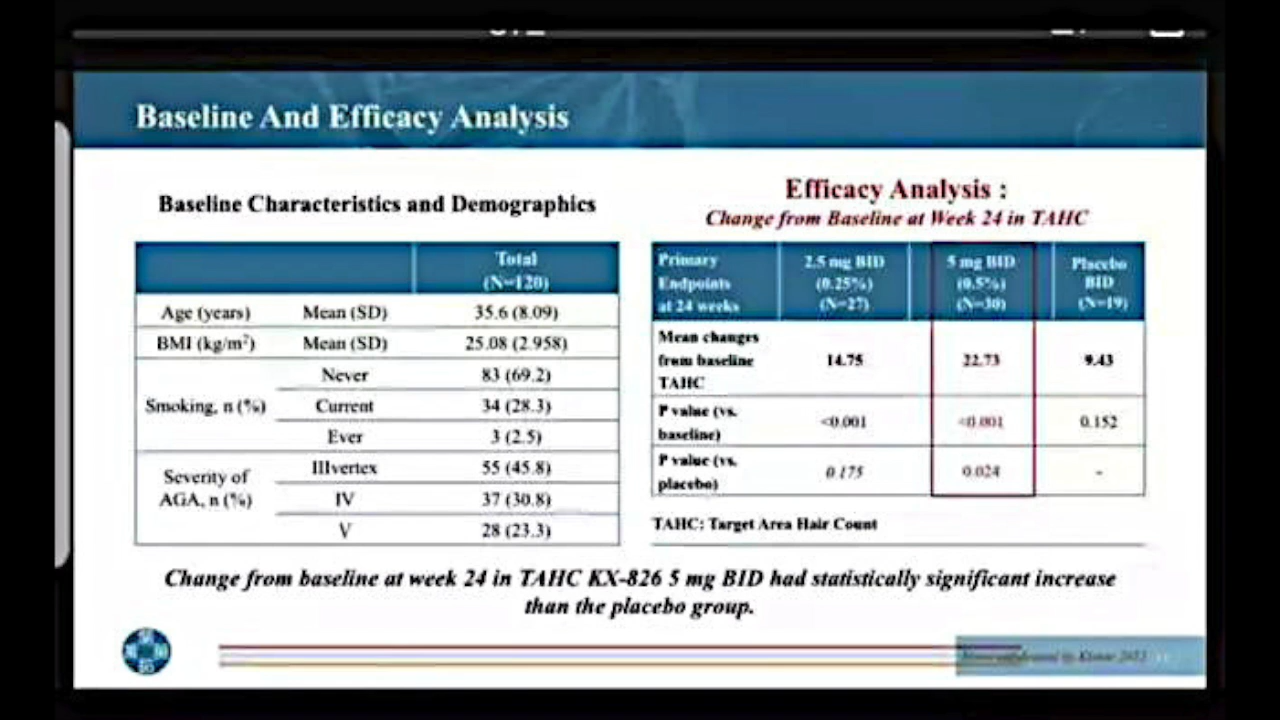 Baseline And Efficacy Analysis
Baseline Characteristics and Demographics
Total
(N=120)
Age (years) Mean (SD) 35.6 (8.09)
BMI (kg/m²) Mean (SD) 25.08 (2.958)
Smoking, n (%)
Never 83 (69.2)
Current 34 (28.3)
Ever 3 (2.5)
Severity of
AGA, n (%)
IIIvertex 55 (45.8)
IV 37 (30.8)
V 28 (23.3)
Efficacy Analysis :
Change from Baseline at Week 24 in TAHC
Primary
Endpoints
at 24 weeks
2.5 mg BID
(0.25%)
(N=27)
5 mg BID
(0.5%)
(N=30)
Placebo
BID
(N=19)
Mean changes
from baseline
TAHC
14.75 22.73 9.43
P value (vs.
baseline)
<0.001 <0.001 0.152
P value (vs.
placebo)
0.175 0.024 -
TAHC: Target Area Hair Count
Change from baseline at week 24 in TAHC KX-826 5 mg BID had statistically significant increase
than the placebo group.